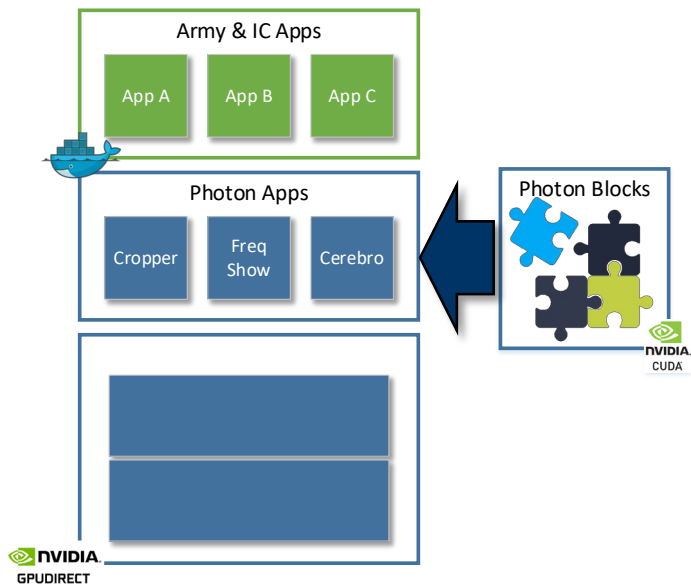 Army & IC Apps
App A
App B
App C
Photon Apps
Cropper
Freq
Show
Cerebro
Photon Blocks
NVIDIA.
CUDA
NVIDIA.
GPUDIRECT